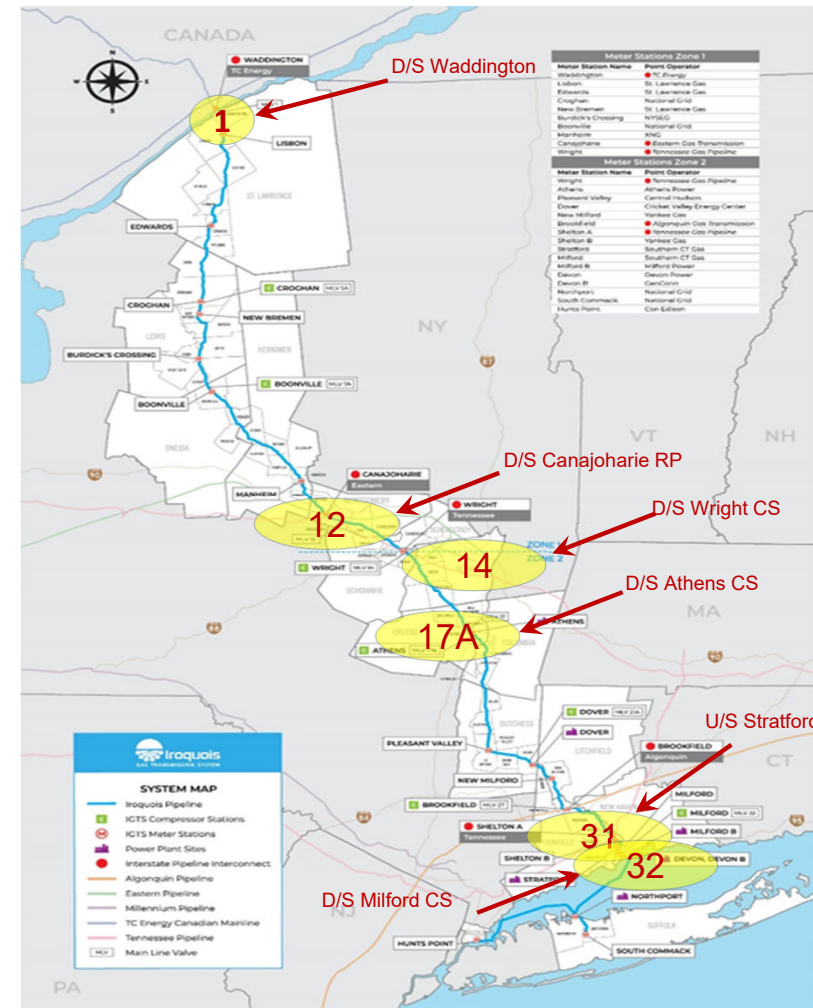 CANADA
WADDINGTON
TC Energy
D/S Waddington
1
LISBON
ST. LAWRENCE
EDWARDS
CROGHAN MLV 5A
CROGHAN
NEW BREMEN
LEWIS
HERKIMER
BURDICK'S CROSSING
BOONVILLE
BOONVILLE
ONEIDA
NY
VT
NH
Meter Stations Zone 1
Meter Station Name Point Operator
Waddington TC Energy
Lisbon St. Lawrence Gas
Edwards St. Lawrence Gas
Croghan National Grid
New Bremen St. Lawrence Gas
Burdick's Crossing NYSEG
Boonville National Grid
Manheim
Canajoharie Eastern Gas Transmission
Wright Tennessee Gas Pipeline
Meter Stations Zone 2
Meter Station Name Point Operator
Wright Tennessee Gas Pipeline
Athens Athens Power
Pleasant Valley Central Hudson
Dover Cricket Valley Energy Center
New Milford Yankee Gas
Brookfield Algonquin Gas Transmission
Shelton A Tennessee Gas Pipeline
Shelton B Yankee Gas
Stratford Southern CT Gas
Milford Southern CT Gas
Milford B Milford Power
Devon Devon Power
Devon B GenConn
Northport National Grid
South Commack National Grid
Hunts Point Con Edison
D/S Canajoharie RP
CANAJOHARIE
Eastern
MANHEIM
12
WRIGHT
Tennessee
D/S Wright CS
ZONE 1
ZONE 2
14
WRIGHT
SCHOHARIE
D/S Athens CS
MA
17A
ATHENS
ATHENS
COLUMBIA
DUTCHESS
DOVER
DOVER
LITCHFIELD
U/S Stratford
PLEASANT VALLEY
BROOKFIELD
Algonquin
CT
NEW MILFORD
NEW HAVEN
MILFORD
BROOKFIELD MLV 27
MILFORD
SHELTON A
Tennessee
31
MILFORD B
SHELTON B
32
DEVON, DEVON B
STRATFORD
D/S Milford CS
NORTHPORT
NJ
SUFFOLK
HUNTS POINT
SOUTH COMMACK
PA
Iroquois
GAS TRANSMISSION SYSTEM
SYSTEM MAP
Iroquois Pipeline
C IGTS Compressor Stations
M IGTS Meter Stations
Power Plant Sites
Interstate Pipeline Interconnect
Algonquin Pipeline
Eastern Pipeline
Millennium Pipeline
TC Energy Canadian Mainline
Tennessee Pipeline
MLV Main Line Valve